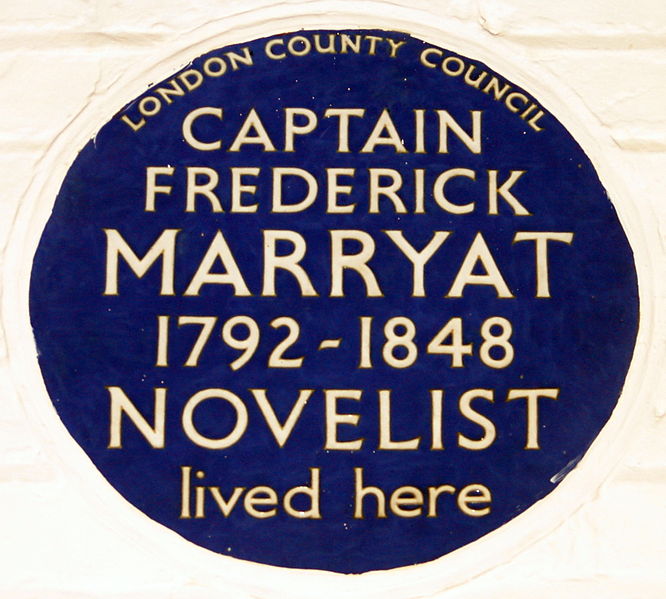 LONDON COUNTY COUNCIL
CAPTAIN
FREDERICK
MARRYAT
1792-1848
NOVELIST
lived here